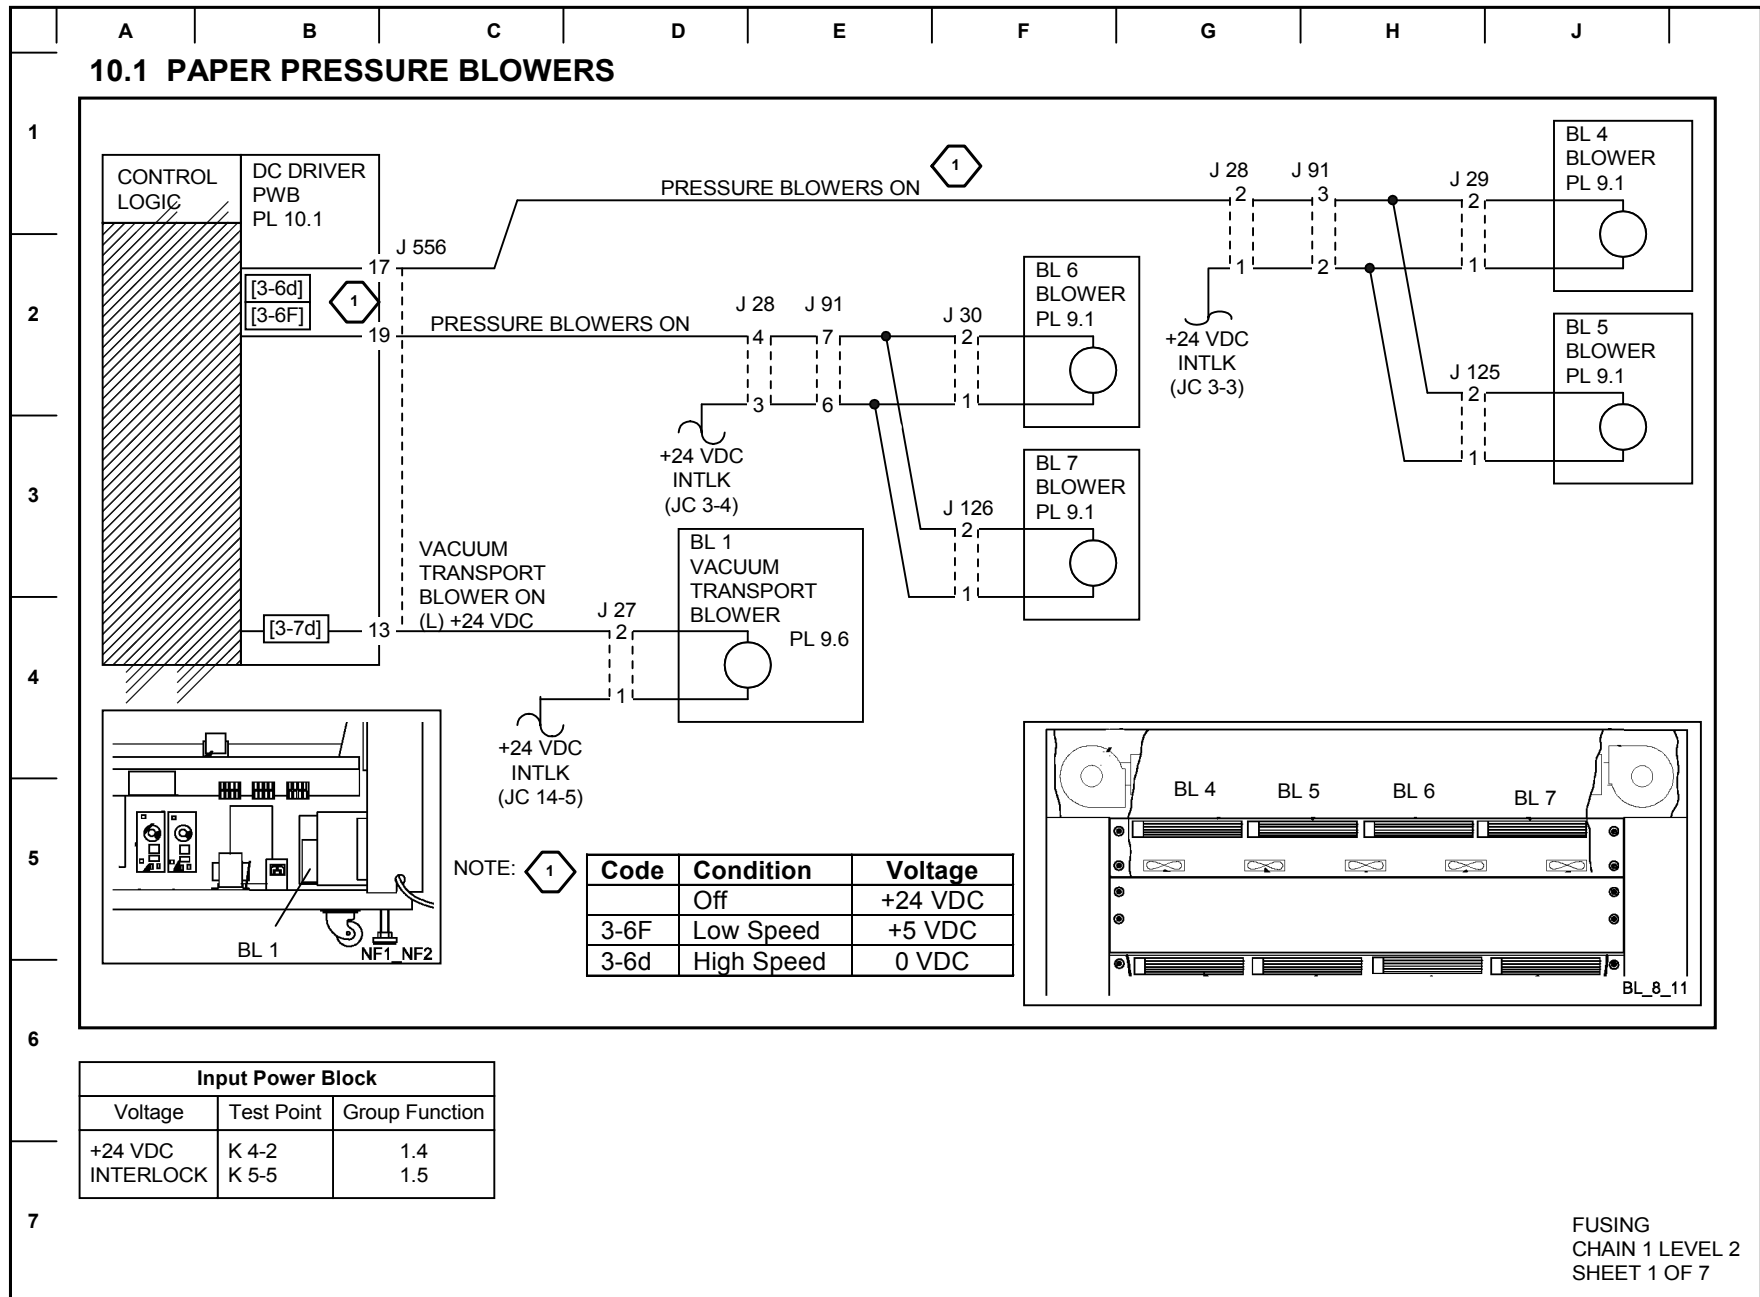 A B C D E F G H J
10.1 PAPER PRESSURE BLOWERS
1
2
3
4
5
6
7
CONTROL
LOGIC
DC DRIVER
PWB
PL 10.1
J 556
17
[3-6d]
[3-6F]
1
19
[3-7d]
13
PRESSURE BLOWERS ON
1
J 28
2
1
J 91
3
2
J 29
2
1
BL 4
BLOWER
PL 9.1
+24 VDC
INTLK
(JC 3-3)
J 125
2
1
BL 5
BLOWER
PL 9.1
PRESSURE BLOWERS ON
J 28
4
3
J 91
7
6
J 30
2
1
BL 6
BLOWER
PL 9.1
+24 VDC
INTLK
(JC 3-4)
J 126
2
1
BL 7
BLOWER
PL 9.1
VACUUM
TRANSPORT
BLOWER ON
(L) +24 VDC
J 27
2
1
BL 1
VACUUM
TRANSPORT
BLOWER
PL 9.6
+24 VDC
INTLK
(JC 14-5)
BL 1
NF1_NF2
NOTE: 1
Code Condition Voltage
Off +24 VDC
3-6F Low Speed +5 VDC
3-6d High Speed 0 VDC
BL 4 BL 5 BL 6 BL 7
BL_8_11
Input Power Block
Voltage Test Point Group Function
+24 VDC K 4-2 1.4
INTERLOCK K 5-5 1.5
FUSING
CHAIN 1 LEVEL 2
SHEET 1 OF 7